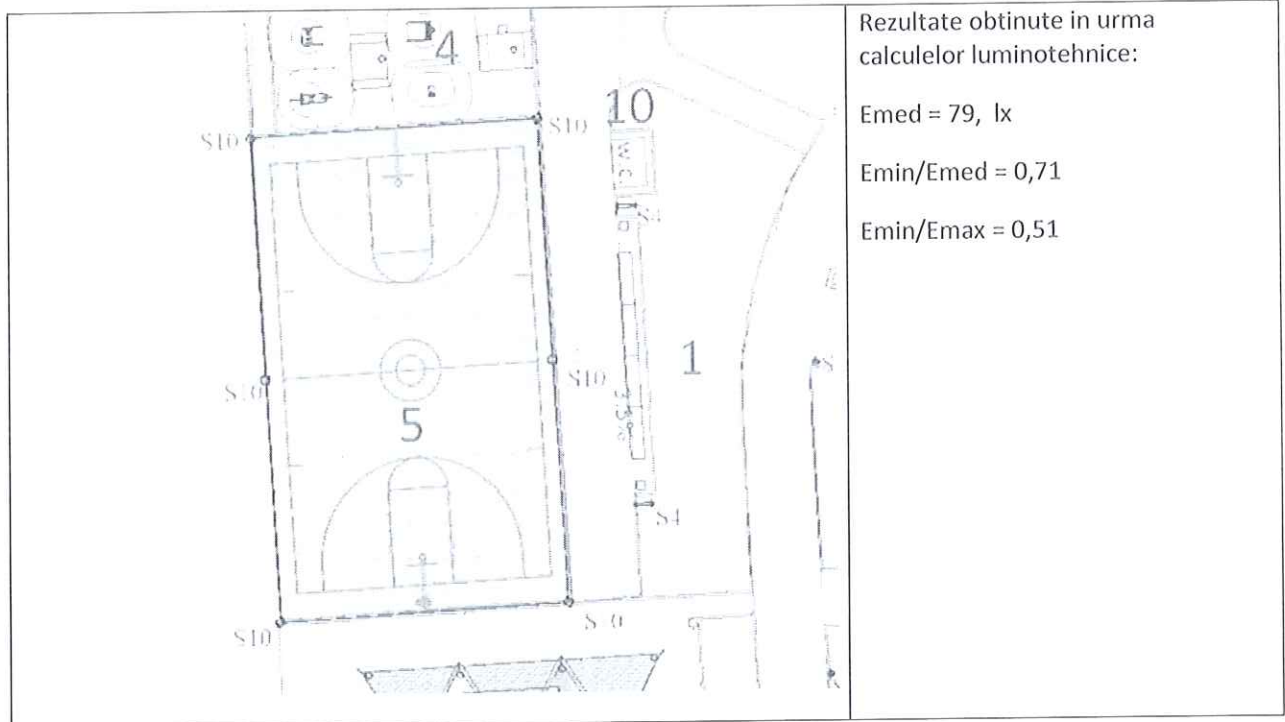 4
10
S10
S10
W.C.
1
S10
S10
5
S4
S10
S10
Rezultate obtinute in urma
calculelor luminotehnice:
Emed = 79, lx
Emin/Emed = 0,71
Emin/Emax = 0,51